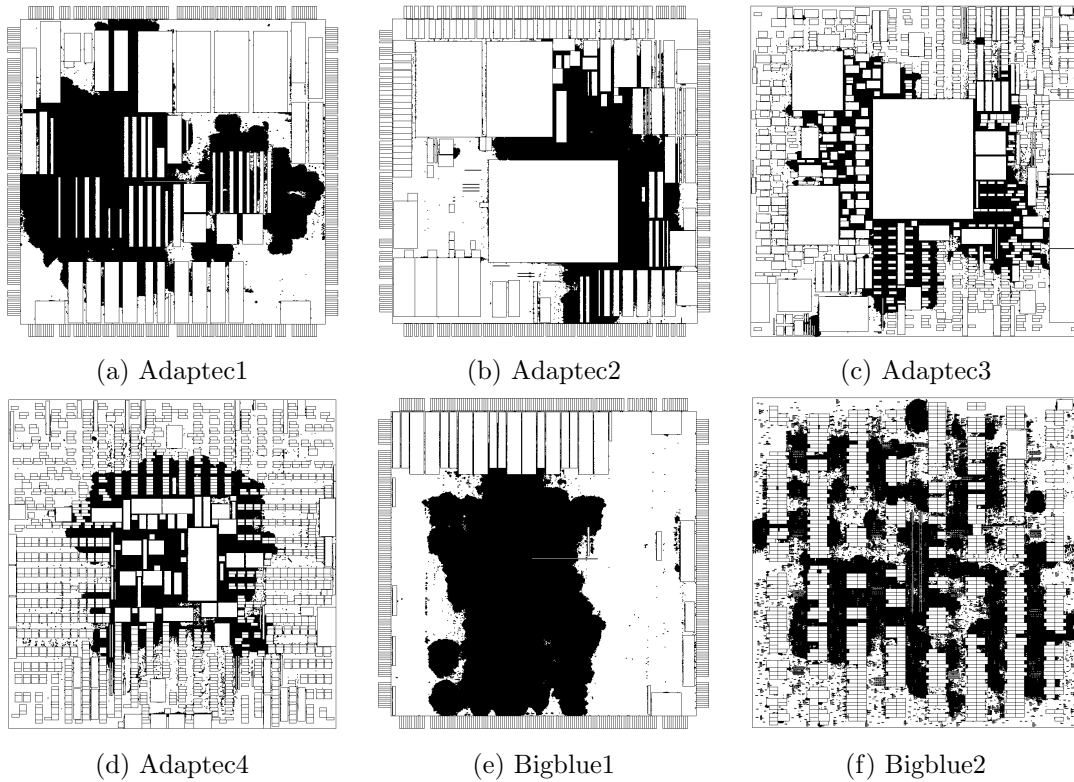 (a) Adaptec1
(b) Adaptec2
(c) Adaptec3
(d) Adaptec4
(e) Bigblue1
(f) Bigblue2